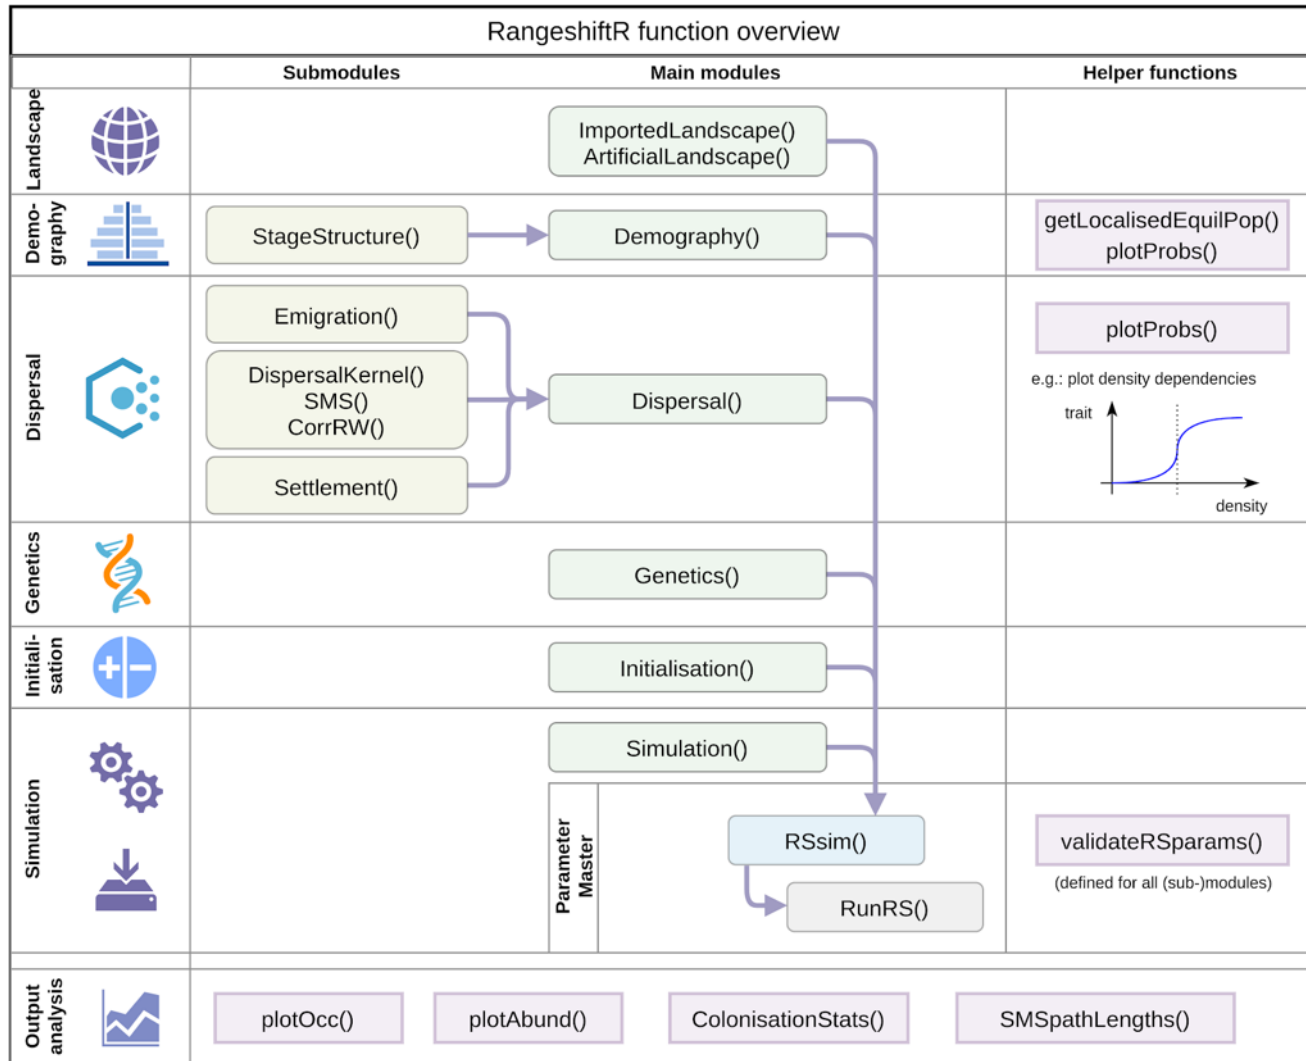 RangeshiftR function overview
Submodules
Main modules
Helper functions
Landscape
ImportedLandscape()
ArtificialLandscape()
Demo-
graphy
StageStructure()
Demography()
getLocalisedEquilPop()
plotProbs()
Dispersal
Emigration()
DispersalKernel()
SMS()
CorrRW()
Settlement()
Dispersal()
plotProbs()
e.g.: plot density dependencies
trait
density
Genetics
Genetics()
Initiali-
sation
Initialisation()
Simulation
Simulation()
Parameter
Master
RSsim()
RunRS()
validateRSparams()
(defined for all (sub-)modules)
Output
analysis
plotOcc()
plotAbund()
ColonisationStats()
SMSpathLengths()